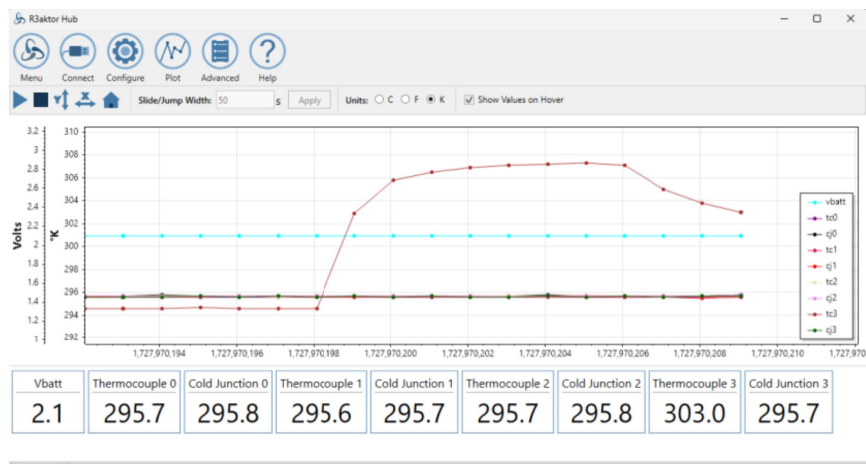 R3aktor Hub
Menu Connect Configure Plot Advanced Help
Y X Slide/Jump Width: 50 s Apply Units: C F K Show Values on Hover
Volts
3.2
3
2.8
2.6
2.4
2.2
2
1.8
1.6
1.4
1.2
1
°K
310
308
306
304
302
300
298
296
294
292
vbatt
tc0
cj0
tc1
cj1
tc2
cj2
tc3
cj3
1,727,970,194 1,727,970,196 1,727,970,198 1,727,970,200 1,727,970,202 1,727,970,204 1,727,970,206 1,727,970,208 1,727,970,210 1,727,970
Vbatt Thermocouple 0 Cold Junction 0 Thermocouple 1 Cold Junction 1 Thermocouple 2 Cold Junction 2 Thermocouple 3 Cold Junction 3
2.1 295.7 295.8 295.6 295.7 295.7 295.8 303.0 295.7